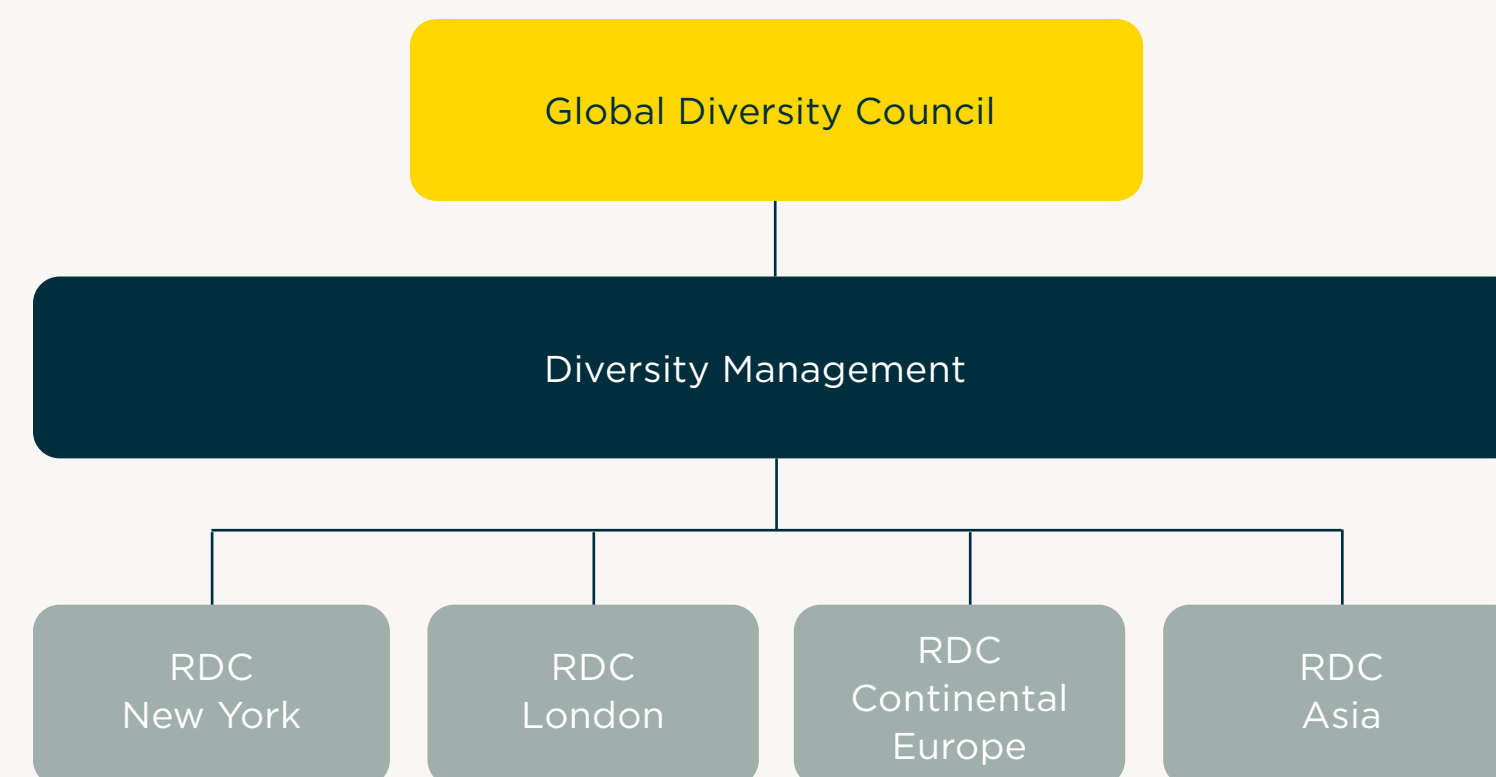 Global Diversity Council
Diversity Management
RDC
New York
RDC
London
RDC
Continental
Europe
RDC
Asia